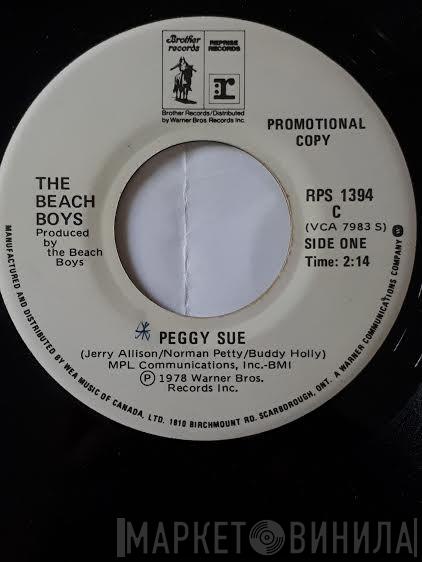 Brother records
REPRISE RECORDS
r
Brother Records/Distributed
by Warner Bros. Records Inc.
PROMOTIONAL
COPY
THE
BEACH
BOYS
Produced
by
the Beach
Boys
RPS 1394
C
(VCA 7983 S)
SIDE ONE
Time: 2:14
PEGGY SUE
(Jerry Allison/Norman Petty/Buddy Holly)
MPL Communications, Inc.-BMI
Ⓟ 1978 Warner Bros.
Records Inc.
MANUFACTURED AND DISTRIBUTED BY WEA MUSIC OF CANADA, LTD. 1810 BIRCHMOUNT RD. SCARBOROUGH, ONT. A WARNER COMMUNICATIONS COMPANY
МАРКЕТ ВИНИЛА